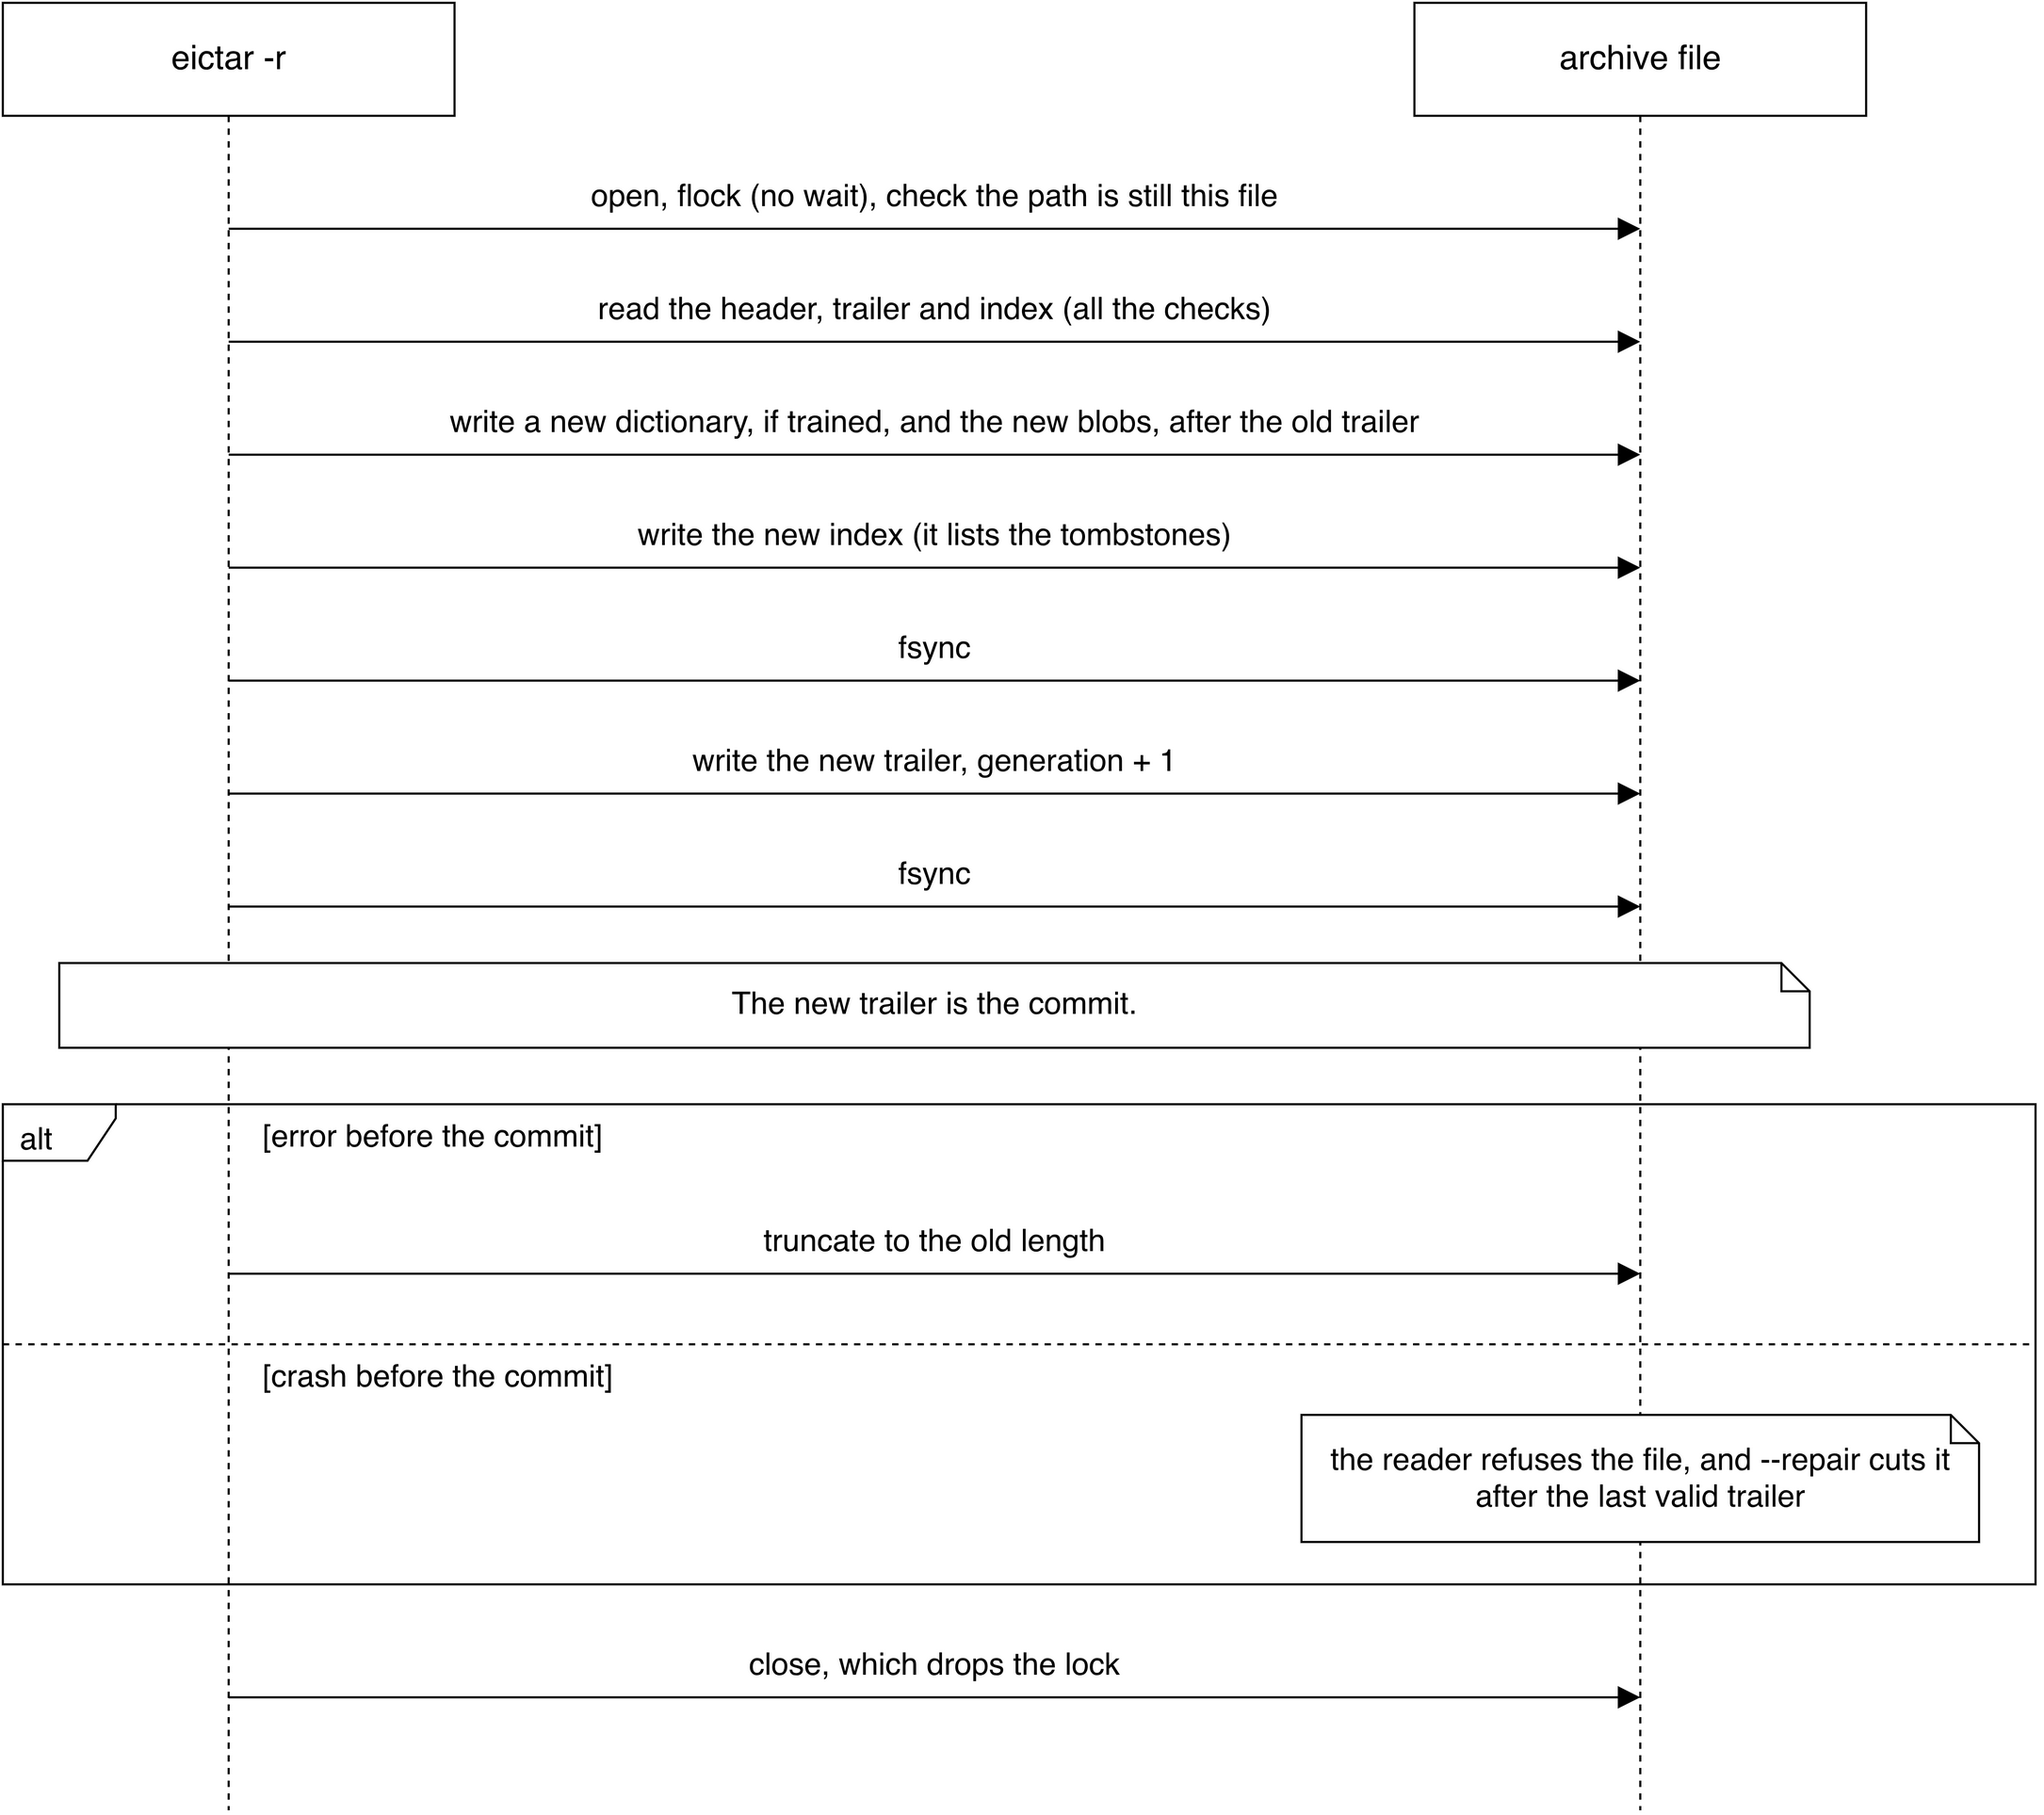 eictar -r
archive file
open, flock (no wait), check the path is still this file
read the header, trailer and index (all the checks)
write a new dictionary, if trained, and the new blobs, after the old trailer
write the new index (it lists the tombstones)
fsync
write the new trailer, generation + 1
fsync
The new trailer is the commit.
alt
[error before the commit]
truncate to the old length
[crash before the commit]
the reader refuses the file, and --repair cuts it
after the last valid trailer
close, which drops the lock